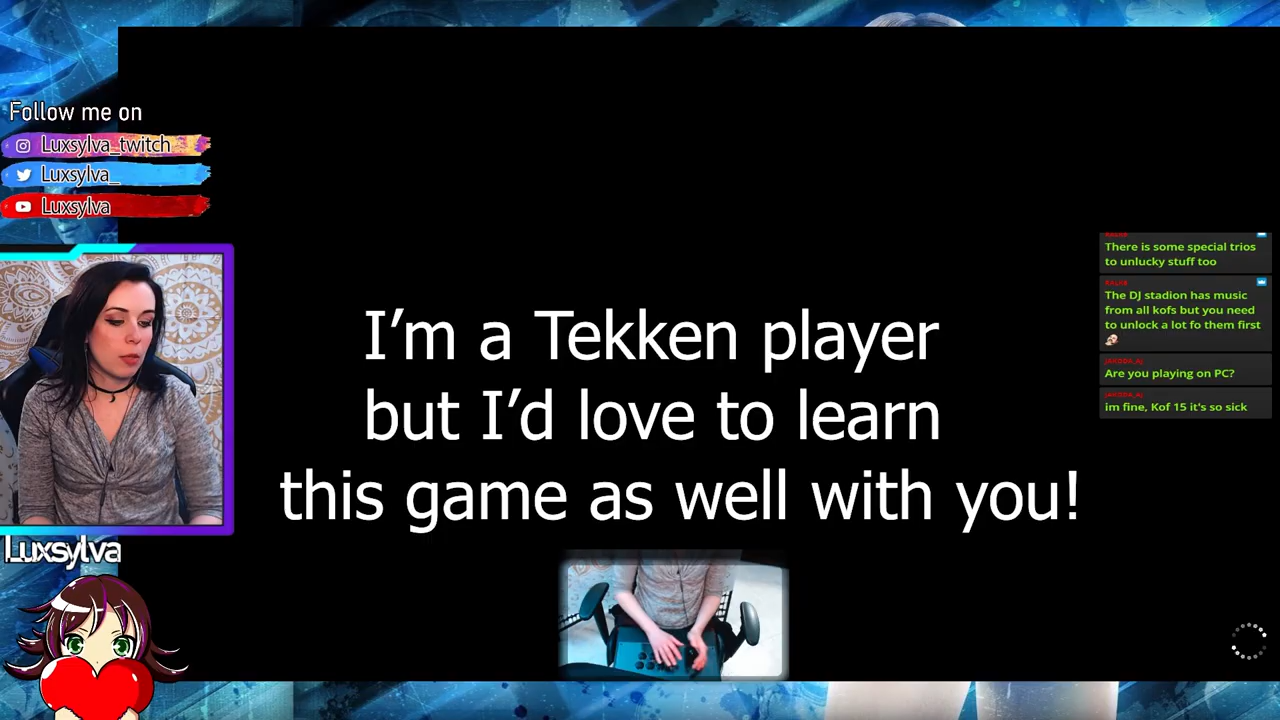 Follow me on
Luxsylva_twitch
Luxsylva_
Luxsylva
Luxsylva
I'm a Tekken player
but I'd love to learn
this game as well with you!
There is some special trios
to unlucky stuff too
The DJ stadion has music
from all kofs but you need
to unlock a lot fo them first
JAKODA_AJ
Are you playing on PC?
JAKODA_AJ
im fine, Kof 15 it's so sick